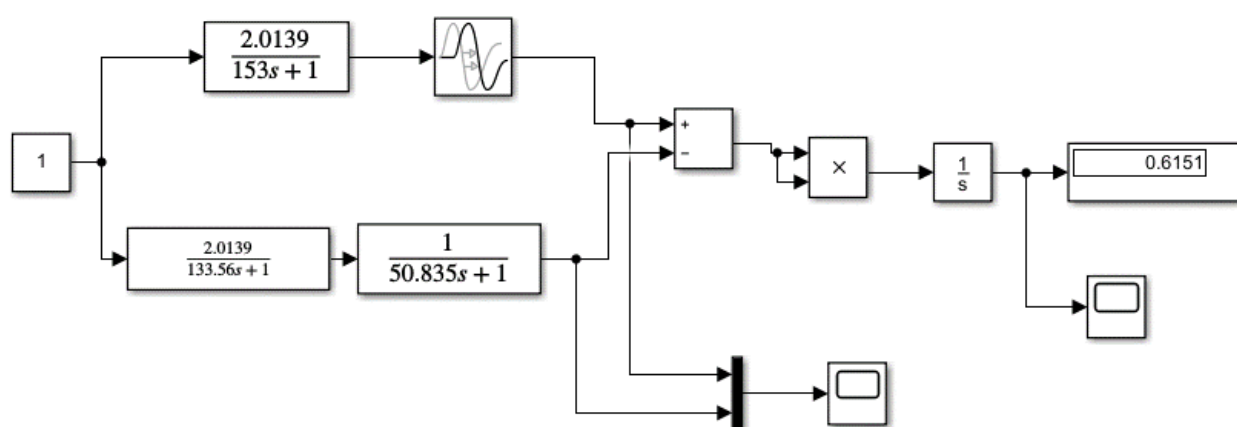 2.0139
153s + 1
1
+
−
×
1
s
0.6151
2.0139
133.56s + 1
1
50.835s + 1